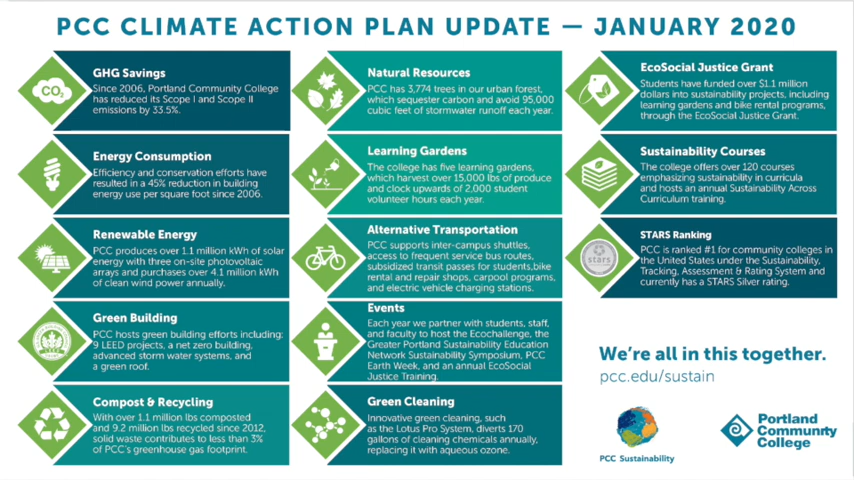 PCC CLIMATE ACTION PLAN UPDATE — JANUARY 2020
GHG Savings
Since 2006, Portland Community College
has reduced its Scope I and Scope II
emissions by 33.5%.
Energy Consumption
Efficiency and conservation efforts have
resulted in a 45% reduction in building
energy use per square foot since 2006.
Renewable Energy
PCC produces over 1.1 million kWh of solar
energy with three on-site photovoltaic
arrays and purchases over 4.1 million kWh
of clean wind power annually.
Green Building
PCC hosts green building efforts including:
9 LEED projects, a net zero building,
advanced storm water systems, and
a green roof.
Compost & Recycling
With over 1.1 million lbs composted
and 9.2 million lbs recycled since 2012,
solid waste contributes to less than 3%
of PCC's greenhouse gas footprint.
Natural Resources
PCC has 3,774 trees in our urban forest,
which sequester carbon and avoid 95,000
cubic feet of stormwater runoff each year.
Learning Gardens
The college has five learning gardens,
which harvest over 15,000 lbs of produce
and clock upwards of 2,000 student
volunteer hours each year.
Alternative Transportation
PCC supports inter-campus shuttles,
access to frequent service bus routes,
subsidized transit passes for students,bike
rental and repair shops, carpool programs,
and electric vehicle charging stations.
Events
Each year we partner with students, staff,
and faculty to host the Ecochallenge, the
Greater Portland Sustainability Education
Network Sustainability Symposium, PCC
Earth Week, and an annual EcoSocial
Justice Training.
Green Cleaning
Innovative green cleaning, such
as the Lotus Pro System, diverts 170
gallons of cleaning chemicals annually,
replacing it with aqueous ozone.
EcoSocial Justice Grant
Students have funded over $1.1 million
dollars into sustainability projects, including
learning gardens and bike rental programs,
through the EcoSocial Justice Grant.
Sustainability Courses
The college offers over 120 courses
emphasizing sustainability in curricula
and hosts an annual Sustainability Across
Curriculum training.
STARS Ranking
PCC is ranked #1 for community colleges in
the United States under the Sustainability,
Tracking, Assessment & Rating System and
currently has a STARS Silver rating.
CO₂
stars
We're all in this together.
pcc.edu/sustain
PCC Sustainability
Portland
Community
College